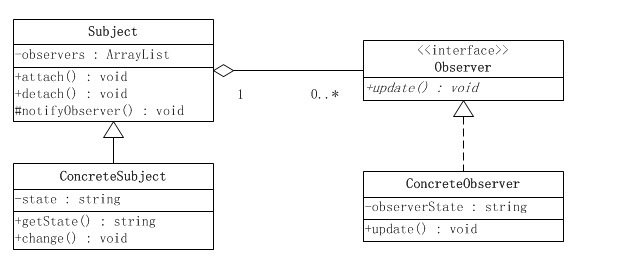 Subject
-observers : ArrayList
+attach() : void
+detach() : void
#notifyObserver() : void
1
0..*
<<interface>>
Observer
+update() : void
ConcreteSubject
-state : string
+getState() : string
+change() : void
ConcreteObserver
-observerState : string
+update() : void